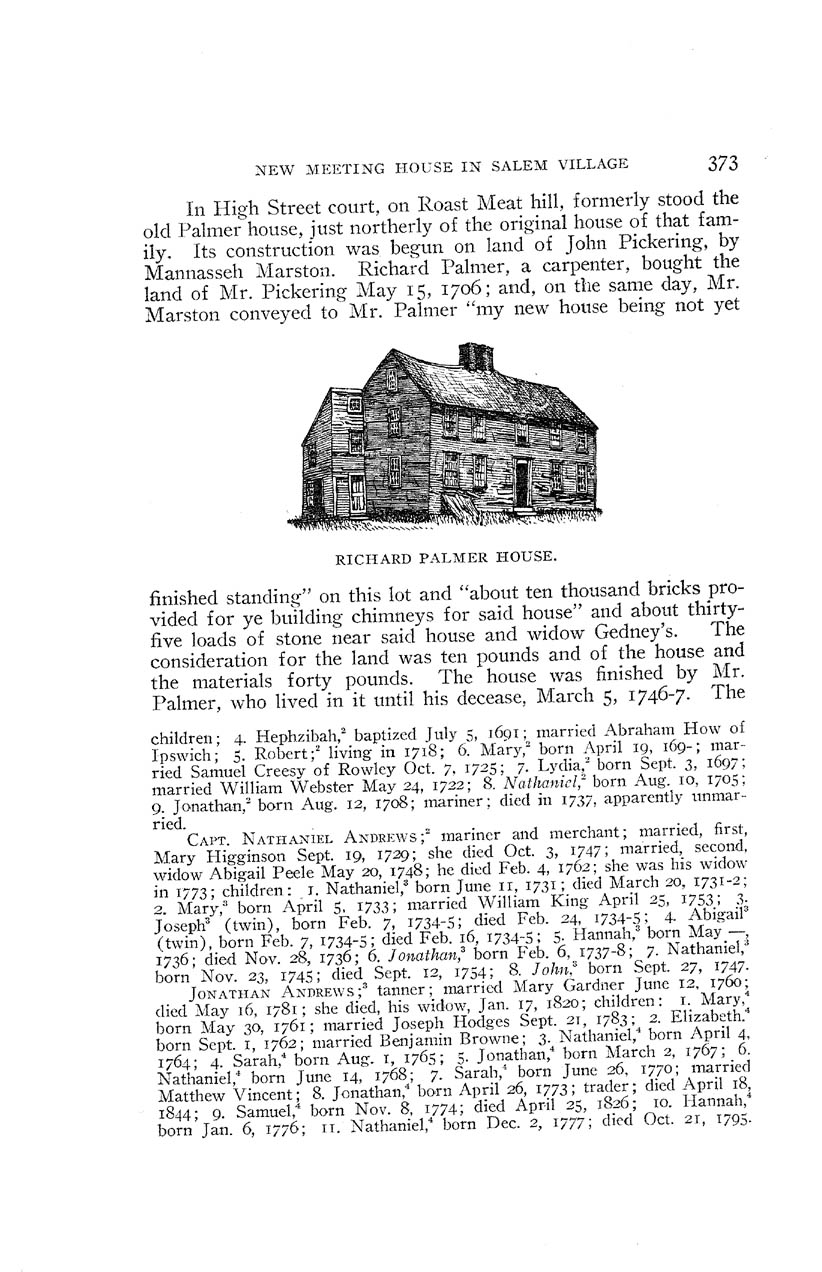 NEW MEETING HOUSE IN SALEM VILLAGE 373
In High Street court, on Roast Meat hill, formerly stood the
old Palmer house, just northerly of the original house of that fam-
ily. Its construction was begun on land of John Pickering, by
Mannasseh Marston. Richard Palmer, a carpenter, bought the
land of Mr. Pickering May 15, 1706; and, on the same day, Mr.
Marston conveyed to Mr. Palmer “my new house being not yet
RICHARD PALMER HOUSE.
finished standing” on this lot and “about ten thousand bricks pro-
vided for ye building chimneys for said house” and about thirty-
five loads of stone near said house and widow Gedney’s. The
consideration for the land was ten pounds and of the house and
the materials forty pounds. The house was finished by Mr.
Palmer, who lived in it until his decease, March 5, 1746-7. The
children; 4. Hephzibah,² baptized July 5, 1691; married Abraham How of
Ipswich; 5. Robert;² living in 1718; 6. Mary,² born April 19, 169-; mar-
ried Samuel Creesy of Rowley Oct. 7, 1725; 7. Lydia,² born Sept. 3, 1697;
married William Webster May 24, 1722; 8. Nathaniel,² born Aug. 10, 1705;
9. Jonathan,² born Aug. 12, 1708; mariner; died in 1737, apparently unmar-
ried.
CAPT. NATHANIEL ANDREWS;² mariner and merchant; married, first,
Mary Higginson Sept. 19, 1729; she died Oct. 3, 1747; married, second,
widow Abigail Peele May 20, 1748; he died Feb. 4, 1762; she was his widow
in 1773; children: 1. Nathaniel,³ born June 11, 1731; died March 20, 1731-2;
2. Mary,³ born April 5, 1733; married William King April 25, 1753; 3.
Joseph³ (twin), born Feb. 7, 1734-5; died Feb. 24, 1734-5; 4. Abigail³
(twin), born Feb. 7, 1734-5; died Feb. 16, 1734-5; 5. Hannah,³ born May —,
1736; died Nov. 28, 1736; 6. Jonathan,³ born Feb. 6, 1737-8; 7. Nathaniel,³
born Nov. 23, 1745; died Sept. 12, 1754; 8. John,³ born Sept. 27, 1747.
JONATHAN ANDREWS;³ tanner; married Mary Gardner June 12, 1760;
died May 16, 1781; she died, his widow, Jan. 17, 1820; children: 1. Mary,⁴
born May 30, 1761; married Joseph Hodges Sept. 21, 1783; 2. Elizabeth,⁴
born Sept. 1, 1762; married Benjamin Browne; 3. Nathaniel,⁴ born April 4,
1764; 4. Sarah,⁴ born Aug. 1, 1765; 5. Jonathan,⁴ born March 2, 1767; 6.
Nathaniel,⁴ born June 14, 1768; 7. Sarah,⁴ born June 26, 1770; married
Matthew Vincent; 8. Jonathan,⁴ born April 26, 1773; trader; died April 18,
1844; 9. Samuel,⁴ born Nov. 8, 1774; died April 25, 1826; 10. Hannah,⁴
born Jan. 6, 1776; 11. Nathaniel,⁴ born Dec. 2, 1777; died Oct. 21, 1795.